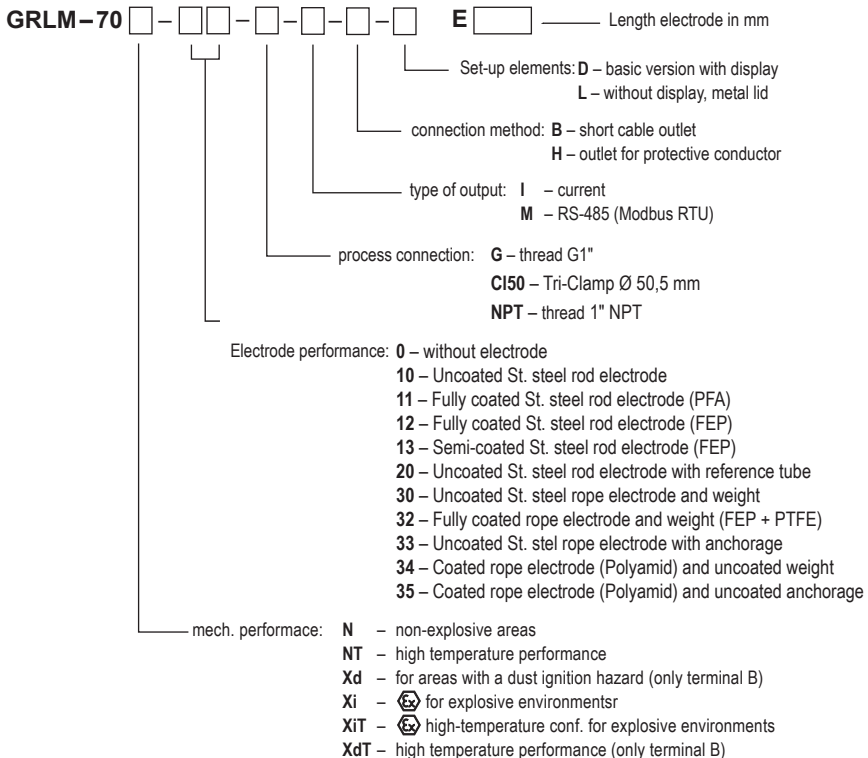 GRLM–70 – – – – – E Length electrode in mm
Set-up elements: D – basic version with display
L – without display, metal lid
connection method: B – short cable outlet
H – outlet for protective conductor
type of output: I – current
M – RS-485 (Modbus RTU)
process connection: G – thread G1"
CI50 – Tri-Clamp Ø 50,5 mm
NPT – thread 1" NPT
Electrode performance: 0 – without electrode
10 – Uncoated St. steel rod electrode
11 – Fully coated St. steel rod electrode (PFA)
12 – Fully coated St. steel rod electrode (FEP)
13 – Semi-coated St. steel rod electrode (FEP)
20 – Uncoated St. steel rod electrode with reference tube
30 – Uncoated St. steel rope electrode and weight
32 – Fully coated rope electrode and weight (FEP + PTFE)
33 – Uncoated St. stel rope electrode with anchorage
34 – Coated rope electrode (Polyamid) and uncoated weight
35 – Coated rope electrode (Polyamid) and uncoated anchorage
mech. performace: N – non-explosive areas
NT – high temperature performance
Xd – for areas with a dust ignition hazard (only terminal B)
Xi – Ex for explosive environmentsr
XiT – Ex high-temperature conf. for explosive environments
XdT – high temperature performance (only terminal B)